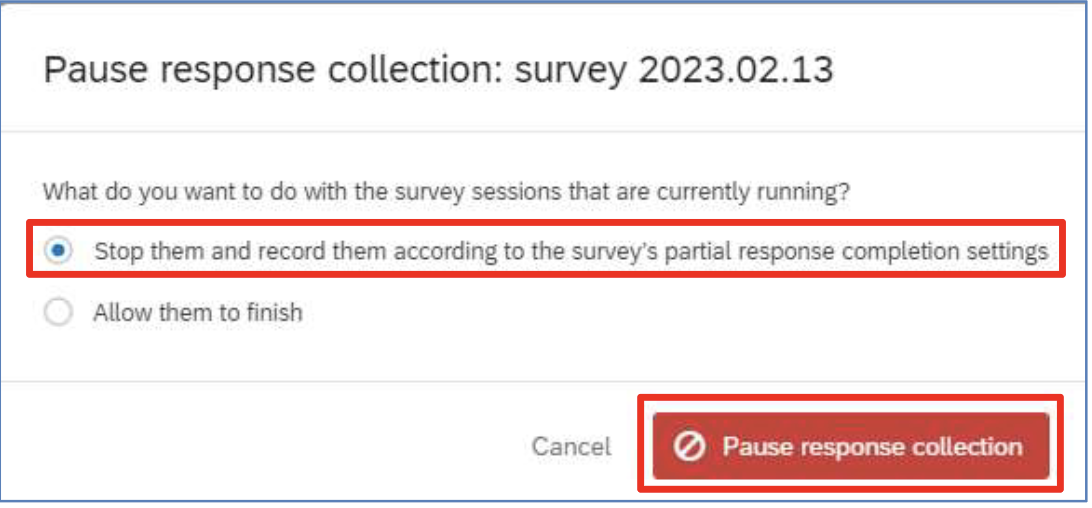 Pause response collection: survey 2023.02.13
What do you want to do with the survey sessions that are currently running?
Stop them and record them according to the survey's partial response completion settings
Allow them to finish
Cancel
Pause response collection